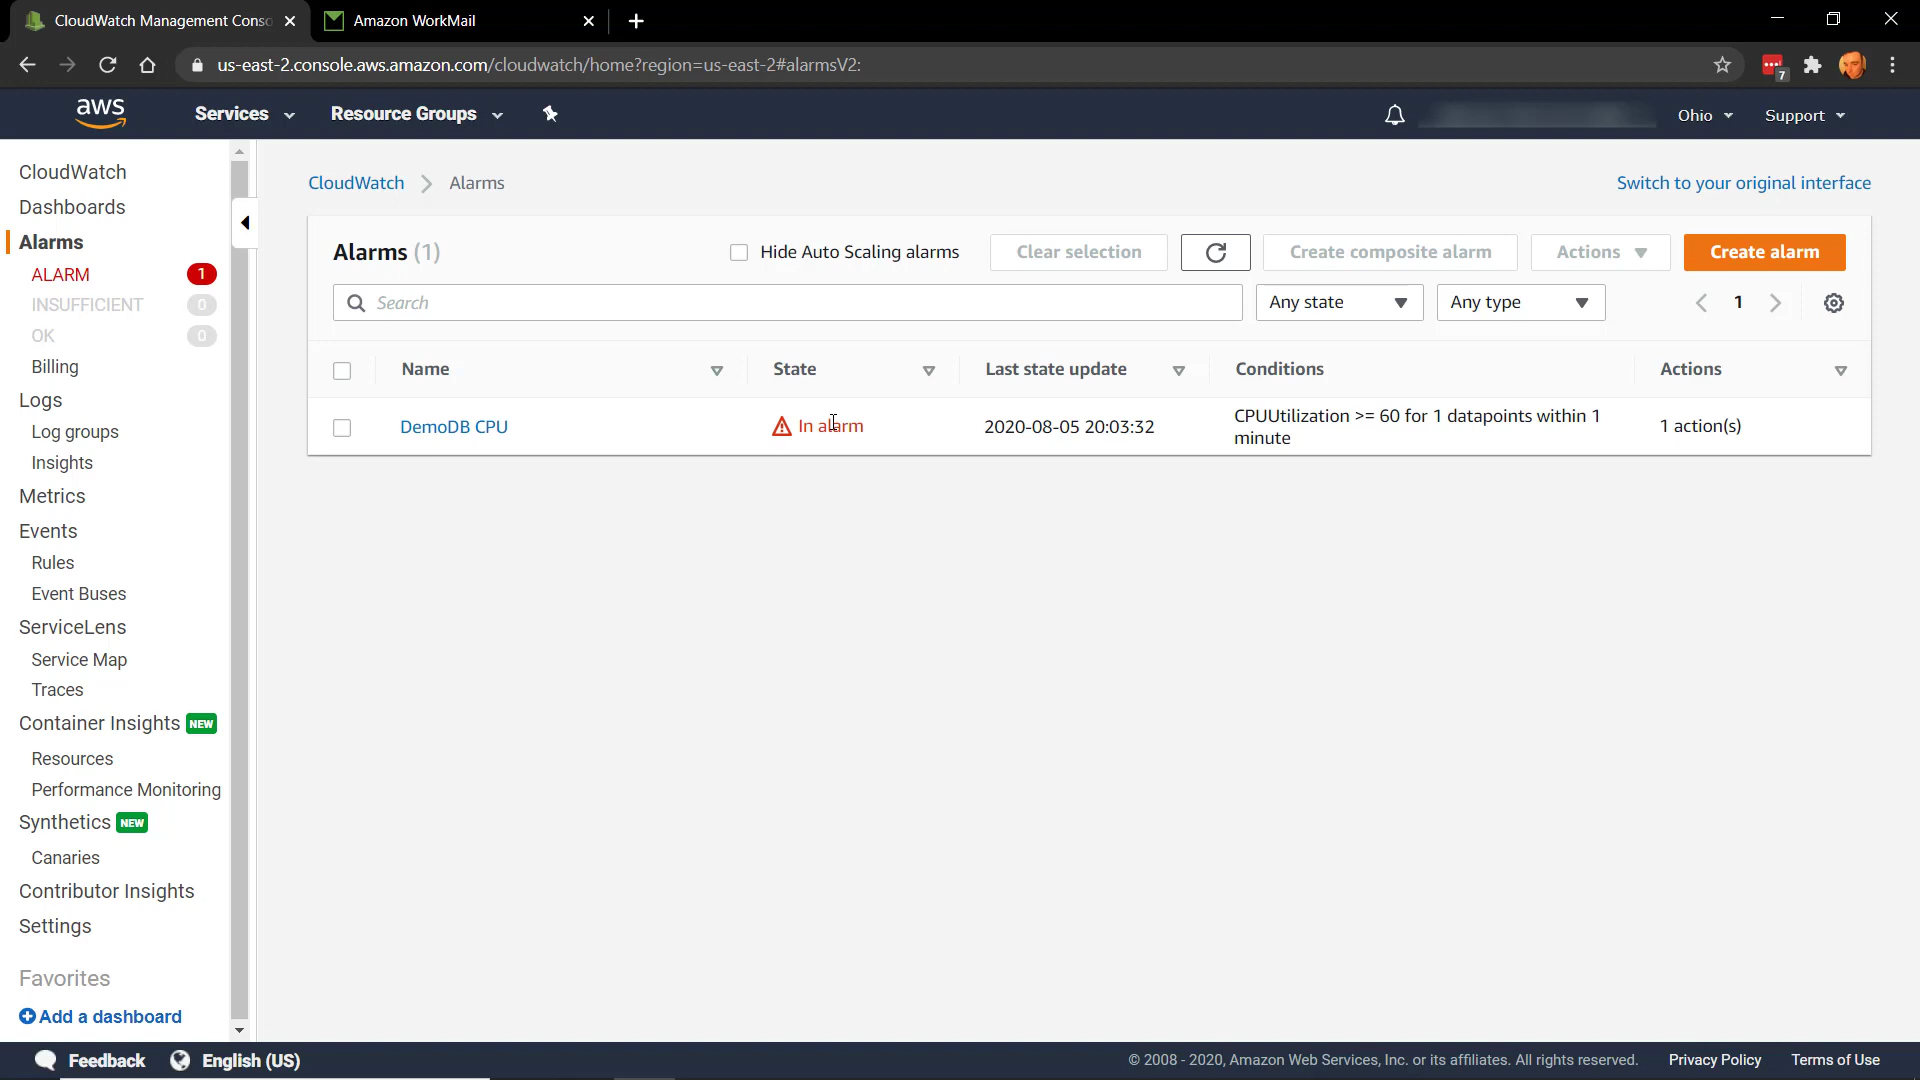 CloudWatch Management Conso
Amazon WorkMail
us-east-2.console.aws.amazon.com/cloudwatch/home?region=us-east-2#alarmsV2:
7
aws
Services
Resource Groups
Ohio
Support
CloudWatch
Dashboards
Alarms
ALARM 1
INSUFFICIENT 0
OK 0
Billing
Logs
Log groups
Insights
Metrics
Events
Rules
Event Buses
ServiceLens
Service Map
Traces
Container Insights NEW
Resources
Performance Monitoring
Synthetics NEW
Canaries
Contributor Insights
Settings
Favorites
Add a dashboard
CloudWatch > Alarms
Switch to your original interface
Alarms (1)
Hide Auto Scaling alarms
Clear selection
Create composite alarm
Actions
Create alarm
Search
Any state
Any type
1
Name State Last state update Conditions Actions
DemoDB CPU In alarm 2020-08-05 20:03:32 CPUUtilization >= 60 for 1 datapoints within 1
minute
1 action(s)
Feedback
English (US)
© 2008 - 2020, Amazon Web Services, Inc. or its affiliates. All rights reserved.
Privacy Policy
Terms of Use